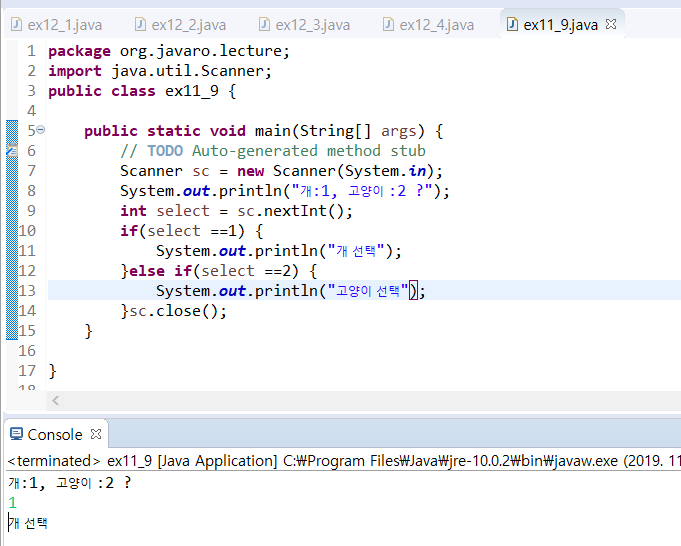 ex12_1.java ex12_2.java ex12_3.java ex12_4.java ex11_9.java
1 package org.javaro.lecture;
2 import java.util.Scanner;
3 public class ex11_9 {
4
5 public static void main(String[] args) {
6 // TODO Auto-generated method stub
7 Scanner sc = new Scanner(System.in);
8 System.out.println("개:1, 고양이 :2 ?");
9 int select = sc.nextInt();
10 if(select ==1) {
11 System.out.println("개 선택");
12 }else if(select ==2) {
13 System.out.println("고양이 선택");
14 }sc.close();
15 }
16
17 }
18
Console
<terminated> ex11_9 [Java Application] C:₩Program Files₩Java₩jre-10.0.2₩bin₩javaw.exe (2019. 11
개:1, 고양이 :2 ?
1
개 선택